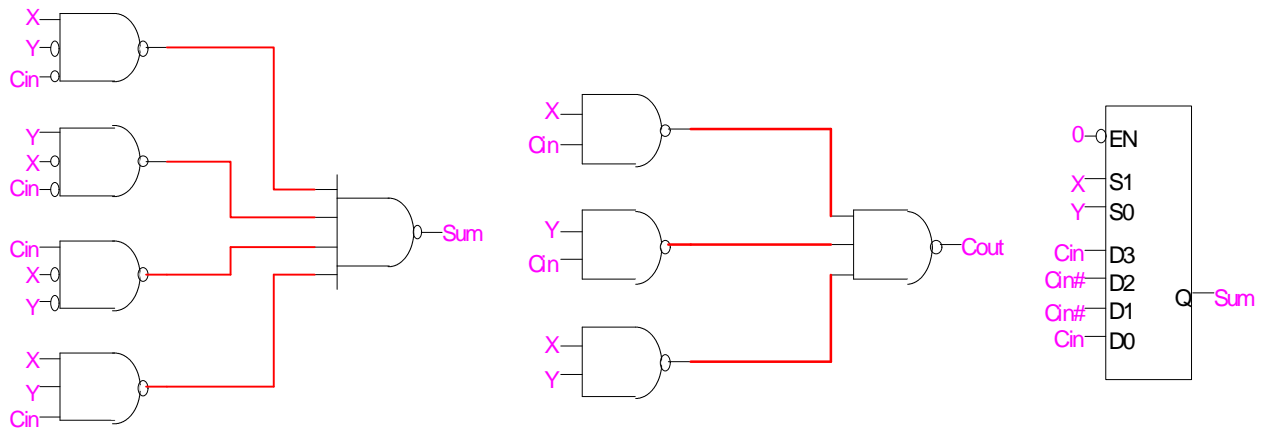 X
Y
Cin
Y
X
Cin
Cin
X
Y
X
Y
Cin
Sum
X
Cin
Y
Cin
X
Y
Cout
0 EN
X S1
Y S0
Cin D3
Cin# D2
Cin# D1
Cin D0
Q Sum